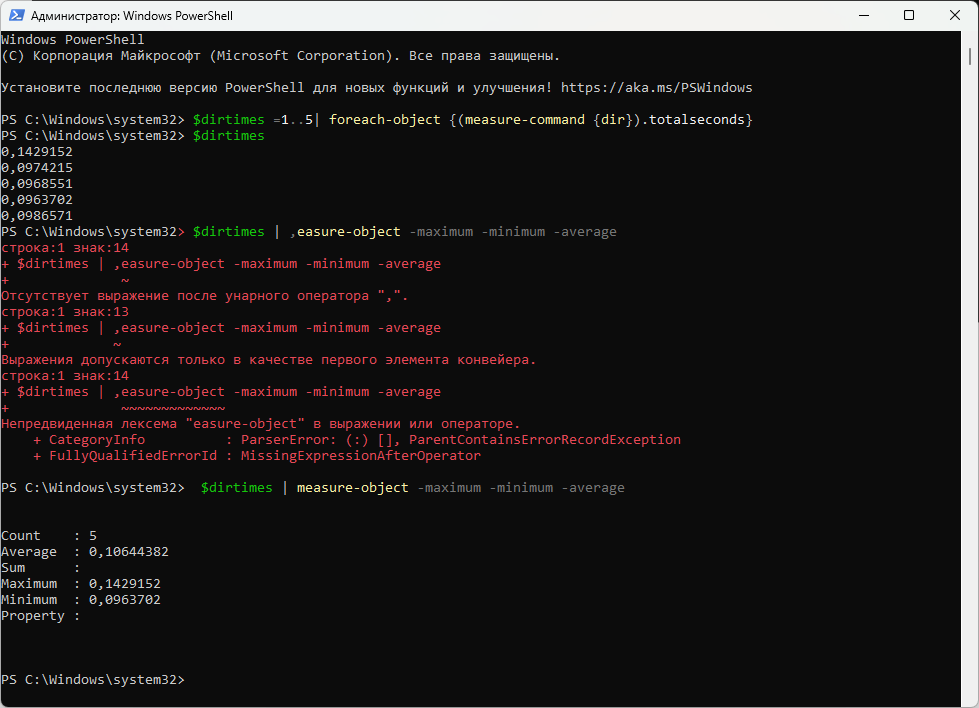 Администратор: Windows PowerShell
Windows PowerShell
(C) Корпорация Майкрософт (Microsoft Corporation). Все права защищены.
Установите последнюю версию PowerShell для новых функций и улучшения! https://aka.ms/PSWindows
PS C:\Windows\system32> $dirtimes =1..5| foreach-object {(measure-command {dir}).totalseconds}
PS C:\Windows\system32> $dirtimes
0,1429152
0,0974215
0,0968551
0,0963702
0,0986571
PS C:\Windows\system32> $dirtimes | ,easure-object -maximum -minimum -average
строка:1 знак:14
+ $dirtimes | ,easure-object -maximum -minimum -average
+              ~
Отсутствует выражение после унарного оператора ",".
строка:1 знак:13
+ $dirtimes | ,easure-object -maximum -minimum -average
+             ~
Выражения допускаются только в качестве первого элемента конвейера.
строка:1 знак:14
+ $dirtimes | ,easure-object -maximum -minimum -average
+              ~~~~~~~~~~~~~
Непредвиденная лексема "easure-object" в выражении или операторе.
    + CategoryInfo          : ParserError: (:) [], ParentContainsErrorRecordException
    + FullyQualifiedErrorId : MissingExpressionAfterOperator
PS C:\Windows\system32>  $dirtimes | measure-object -maximum -minimum -average
Count    : 5
Average  : 0,10644382
Sum      :
Maximum  : 0,1429152
Minimum  : 0,0963702
Property :
PS C:\Windows\system32>